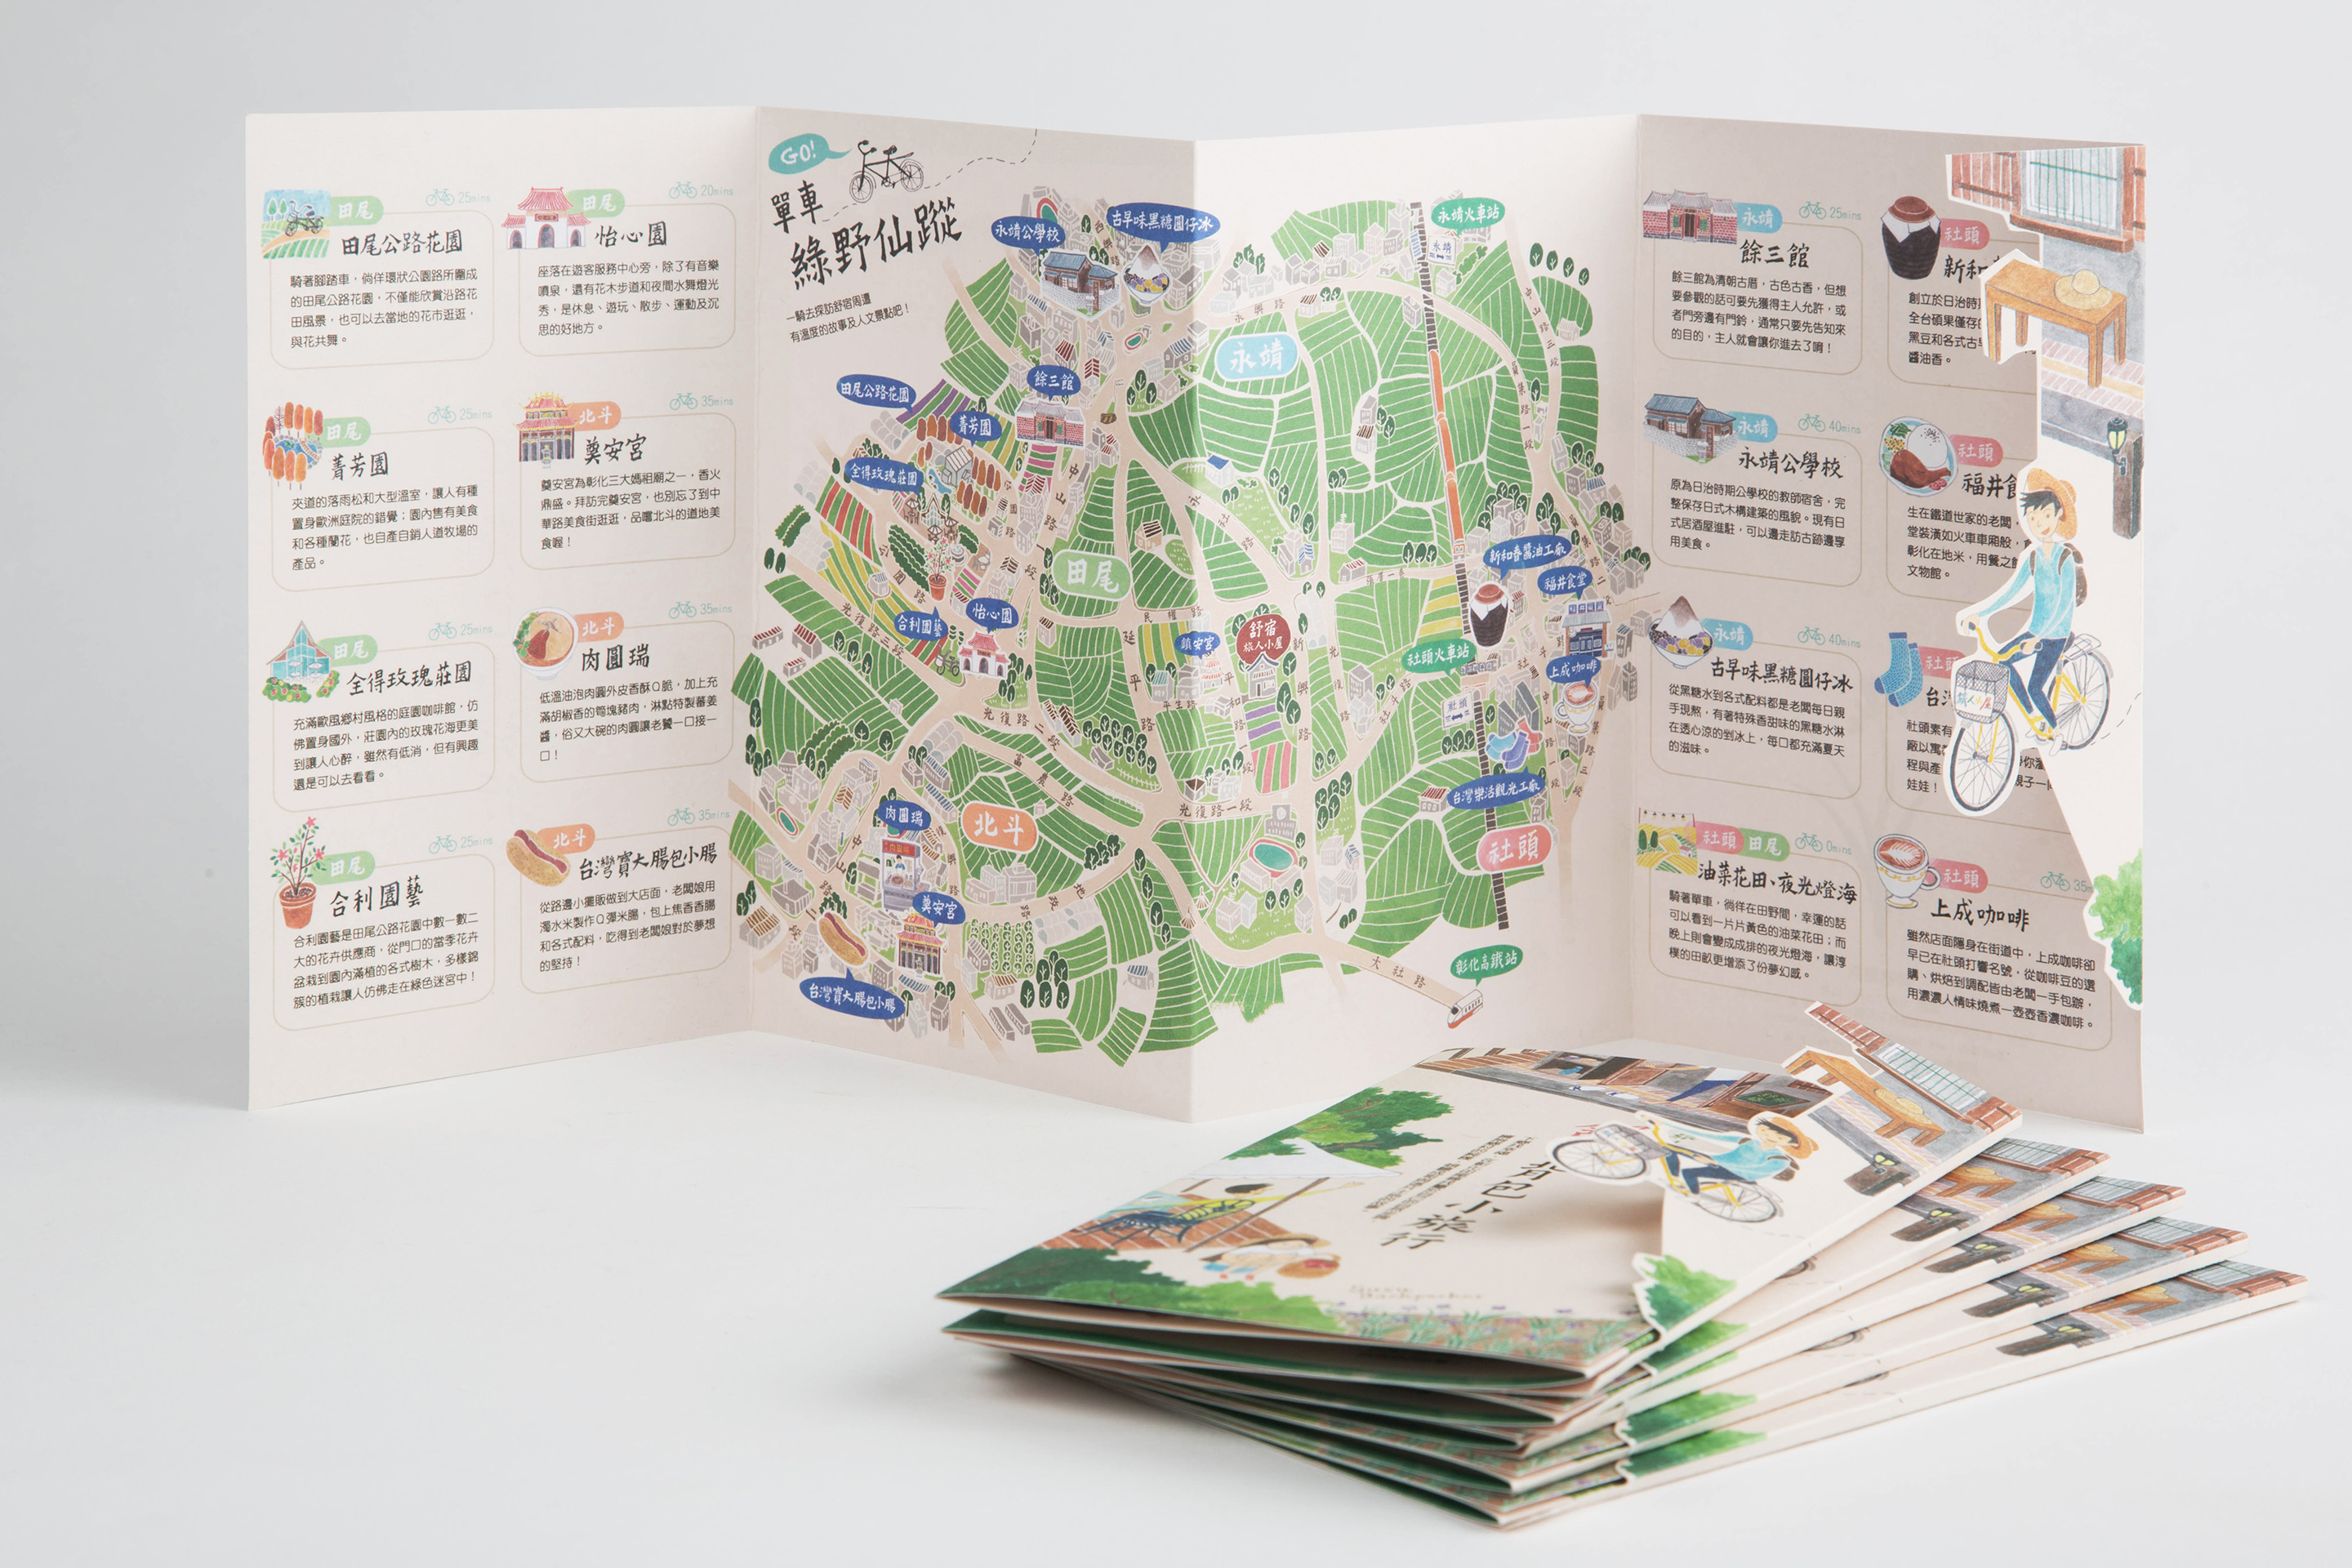 田尾 25mins
田尾公路花園
騎著腳踏車，倘佯環狀公園路所圍成
的田尾公路花園，不僅能欣賞沿路花
田風景，也可以去當地的花市逛逛，
與花共舞。
田尾 20mins
怡心園
座落在遊客服務中心旁，除了有音樂
噴泉，還有花木步道和夜間水舞燈光
秀，是休息、遊玩、散步、運動及沉
思的好地方。
田尾 25mins
菁芳園
夾道的落雨松和大型溫室，讓人有種
置身歐洲庭院的錯覺；園內售有美食
和各種蘭花，也自產自銷人道牧場的
產品。
北斗 35mins
奠安宮
奠安宮為彰化三大媽祖廟之一，香火
鼎盛。拜訪完奠安宮，也別忘了到中
華路美食街逛逛，品嚐北斗的道地美
食喔！
田尾 25mins
全得玫瑰莊園
充滿歐風鄉村風格的庭園咖啡館，仿
佛置身國外，莊園內的玫瑰花海更美
到讓人心醉，雖然有低消，但有興趣
還是可以去看看。
北斗 35mins
肉圓瑞
低溫油泡肉圓外皮香酥Q脆，加上充
滿胡椒香的筍塊豬肉，淋點特製蕃薑
醬，俗又大碗的肉圓讓老饕一口接一
口！
田尾 25mins
合利園藝
合利園藝是田尾公路花園中數一數二
大的花卉供應商，從門口的當季花卉
盆栽到園內滿植的各式樹木，多樣錦
簇的植栽讓人仿佛走在綠色迷宮中！
北斗 35mins
台灣寶大腸包小腸
從路邊小攤販做到大店面，老闆娘用
濁水米製作Q彈米腸，包上焦香香腸
和各式配料，吃得到老闆娘對於夢想
的堅持！
GO!
單車
綠野仙蹤
一騎去探訪舒宿周遭
有溫度的故事及人文景點吧！
永靖公學校
古早味黑糖圓仔冰
永靖火車站
永靖
永興路
中山路三段
永靖
田尾公路花園
餘三館
菁芳園
全得玫瑰莊園
田尾
新和春醬油工廠
福井食堂
合利園藝
怡心園
鎮安宮
舒宿
旅人小屋
社頭火車站
上成咖啡
社頭
光復路三段
民權路
延平路
平生路
光復路二段
富農路
光復路一段
台灣樂活觀光工廠
肉圓瑞
北斗
社頭
奠安宮
台灣寶大腸包小腸
大社路
彰化高鐵站
永靖 25mins
餘三館
餘三館為清朝古厝，古色古香，但想
要參觀的話可要先獲得主人允許，或
者門旁邊有門鈴，通常只要先告知來
的目的，主人就會讓你進去了唷！
社頭
新和
創立於日治時
全台碩果僅存
黑豆和各式古
醬油香。
永靖 40mins
永靖公學校
原為日治時期公學校的教師宿舍，完
整保存日式木構建築的風貌。現有日
式居酒屋進駐，可以邊走訪古跡邊享
用美食。
社頭
福井食
生在鐵道世家的老闆
堂裝潢如火車車廂般，
彰化在地米，用餐之
文物館。
永靖 40mins
古早味黑糖圓仔冰
從黑糖水到各式配料都是老闆每日親
手現熬，有著特殊香甜味的黑糖水淋
在透心涼的剉冰上，每口都充滿夏天
的滋味。
社頭
台
社頭素有
廠以寓
程與產
娃娃！
社頭 田尾 0mins
油菜花田、夜光燈海
騎著單車，徜徉在田野間，幸運的話
可以看到一片片黃色的油菜花田；而
晚上則會變成成排的夜光燈海，讓淳
樸的田畝更增添了份夢幻感。
社頭 35m
上成咖啡
雖然店面隱身在街道中，上成咖啡卻
早已在社頭打響名號，從咖啡豆的選
購、烘焙到調配皆由老闆一手包辦，
用濃濃人情味燒煮一壺壺香濃咖啡。
背包小旅行
Backpacker